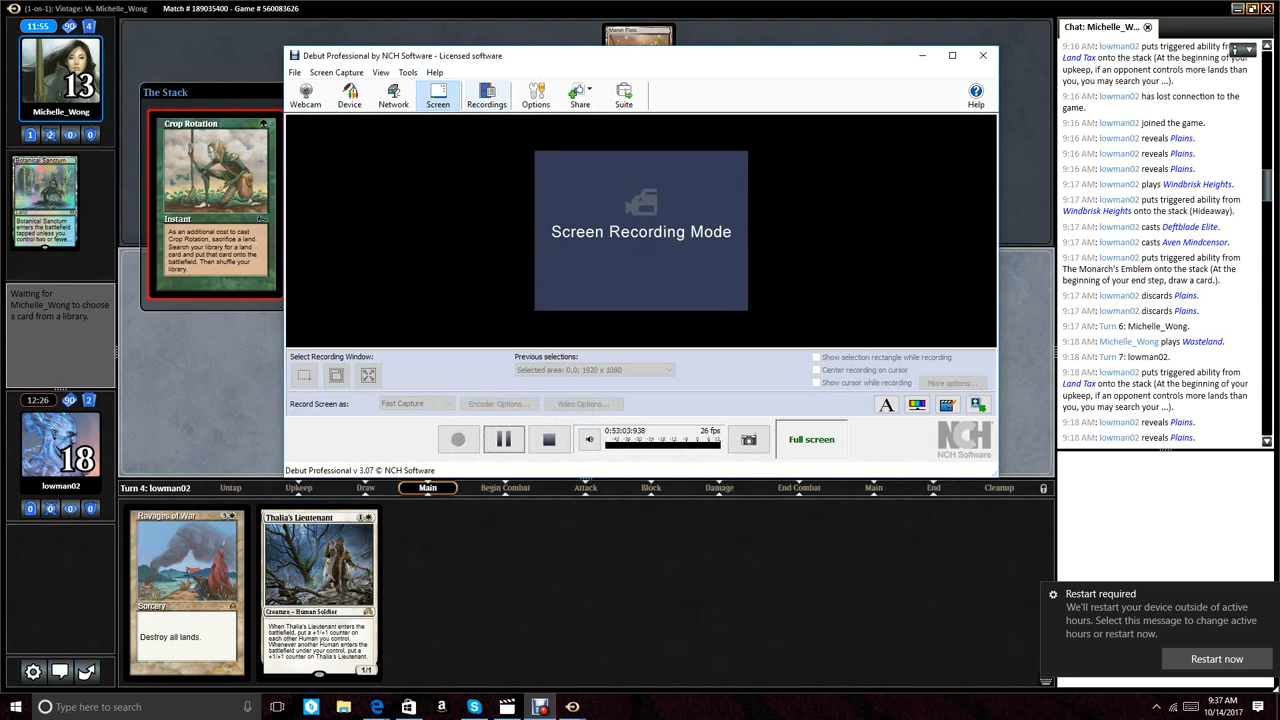 (1-on-1): Vintage: Vs. Michelle_Wong    Match # 189035400 - Game # 560083626
11:55 90 4
13
Michelle_Wong
1 2 0 0
Botanical Sanctum
Botanical Sanctum
enters the battlefield
tapped unless you
control two or fewe...
Waiting for
Michelle_Wong to choose
a card from a library.
12:26 90 2
18
lowman02
0 0 0 0
The Stack
Crop Rotation
Instant
As an additional cost to cast
Crop Rotation, sacrifice a land.
Search your library for a land
card and put that card onto the
battlefield. Then shuffle your
library.
Marsh Flats
Debut Professional by NCH Software - Licensed software
File Screen Capture View Tools Help
Webcam Device Network Screen Recordings Options Share Suite Help
Screen Recording Mode
Select Recording Window:
Previous selections:
Selected area: 0,0; 1920 x 1080
Show selection rectangle while recording
Center recording on cursor
Show cursor while recording
More options...
Record Screen as: Fast Capture Encoder Options... Video Options...
A
0:53:03:938 26 fps
Full screen
NCH
NCH Software
Debut Professional v 3.07 © NCH Software
Turn 4: lowman02 Untap Upkeep Draw Main Begin Combat Attack Block Damage End Combat Main End Cleanup
Ravages of War 3
Sorcery
Destroy all lands.
Thalia's Lieutenant 1
Creature – Human Soldier
When Thalia's Lieutenant enters the
battlefield, put a +1/+1 counter on
each other Human you control.
Whenever another Human enters the
battlefield under your control, put a
+1/+1 counter on Thalia's Lieutenant.
1/1
Chat: Michelle_W...
9:16 AM: lowman02 puts triggered ability from
Land Tax onto the stack (At the beginning of your
upkeep, if an opponent controls more lands than
you, you may search your ...).
9:16 AM: lowman02 has lost connection to the
game.
9:16 AM: lowman02 joined the game.
9:16 AM: lowman02 reveals Plains.
9:16 AM: lowman02 reveals Plains.
9:16 AM: lowman02 reveals Plains.
9:17 AM: lowman02 plays Windbrisk Heights.
9:17 AM: lowman02 puts triggered ability from
Windbrisk Heights onto the stack (Hideaway).
9:17 AM: lowman02 casts Deftblade Elite.
9:17 AM: lowman02 casts Aven Mindcensor.
9:17 AM: lowman02 puts triggered ability from
The Monarch's Emblem onto the stack (At the
beginning of your end step, draw a card.).
9:17 AM: lowman02 discards Plains.
9:17 AM: lowman02 discards Plains.
9:17 AM: Turn 6: Michelle_Wong.
9:18 AM: Michelle_Wong plays Wasteland.
9:18 AM: Turn 7: lowman02.
9:18 AM: lowman02 puts triggered ability from
Land Tax onto the stack (At the beginning of your
upkeep, if an opponent controls more lands than
you, you may search your ...).
9:18 AM: lowman02 reveals Plains.
9:18 AM: lowman02 reveals Plains.
Restart required
We'll restart your device outside of active
hours. Select this message to change active
hours or restart now.
Restart now
Type here to search
9:37 AM
10/14/2017